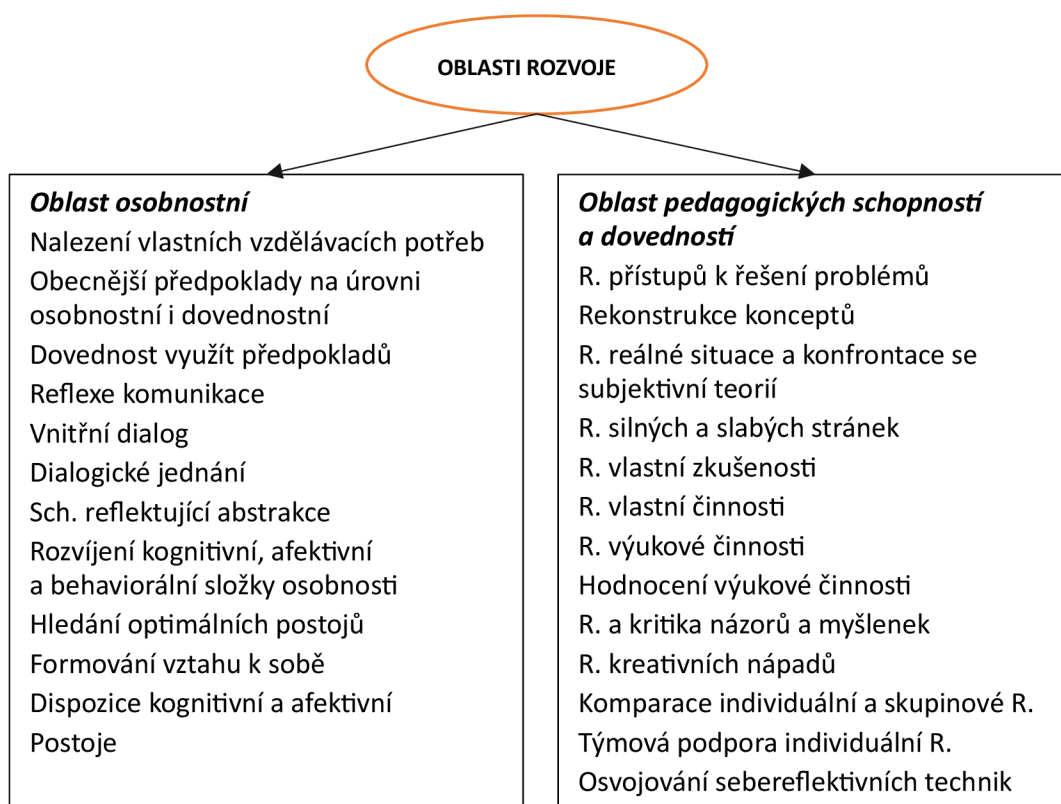 OBLASTI ROZVOJE
Oblast osobnostní
Nalezení vlastních vzdělávacích potřeb
Obecnější předpoklady na úrovni
osobnostní i dovednostní
Dovednost využít předpokladů
Reflexe komunikace
Vnitřní dialog
Dialogické jednání
Sch. reflektující abstrakce
Rozvíjení kognitivní, afektivní
a behaviorální složky osobnosti
Hledání optimálních postojů
Formování vztahu k sobě
Dispozice kognitivní a afektivní
Postoje
Oblast pedagogických schopností
a dovedností
R. přístupů k řešení problémů
Rekonstrukce konceptů
R. reálné situace a konfrontace se
subjektivní teorií
R. silných a slabých stránek
R. vlastní zkušenosti
R. vlastní činnosti
R. výukové činnosti
Hodnocení výukové činnosti
R. a kritika názorů a myšlenek
R. kreativních nápadů
Komparace individuální a skupinové R.
Týmová podpora individuální R.
Osvojování sebereflektivních technik